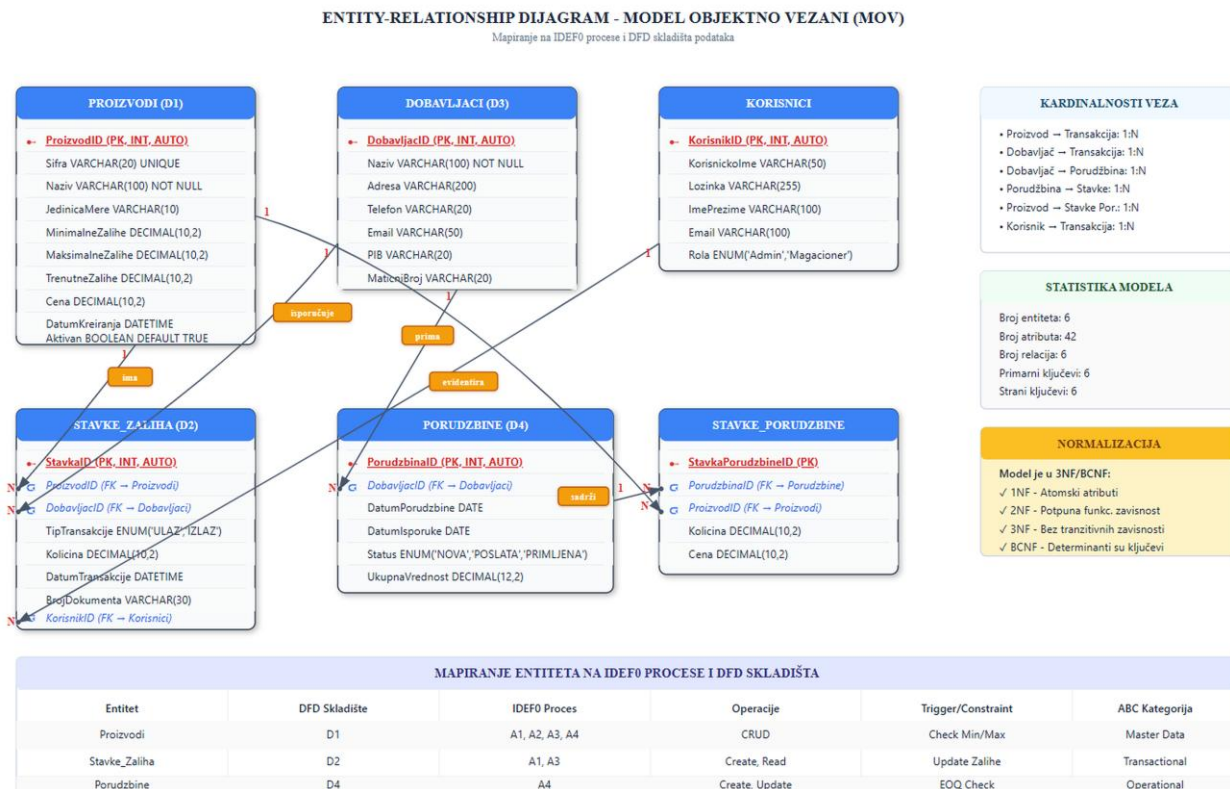 ENTITY-RELATIONSHIP DIJAGRAM - MODEL OBJEKTNO VEZANI (MOV)
Mapiranje na IDEF0 procese i DFD skladišta podataka
PROIZVODI (D1)
ProizvodID (PK, INT, AUTO)
Sifra VARCHAR(20) UNIQUE
Naziv VARCHAR(100) NOT NULL
JedinicaMere VARCHAR(10)
MinimalneZalihe DECIMAL(10,2)
MaksimalneZalihe DECIMAL(10,2)
TrenutneZalihe DECIMAL(10,2)
Cena DECIMAL(10,2)
DatumKreiranja DATETIME
Aktivan BOOLEAN DEFAULT TRUE
1
1
DOBAVLJACI (D3)
DobavljacID (PK, INT, AUTO)
Naziv VARCHAR(100) NOT NULL
Adresa VARCHAR(200)
Telefon VARCHAR(20)
Email VARCHAR(50)
PIB VARCHAR(20)
MaticniBroj VARCHAR(20)
1
1
KORISNICI
KorisnikID (PK, INT, AUTO)
KorisnickoIme VARCHAR(50)
Lozinka VARCHAR(255)
ImePrezime VARCHAR(100)
Email VARCHAR(100)
Rola ENUM('Admin','Magacioner')
1
isporučuje
prima
ima
evidentira
STAVKE_ZALIHA (D2)
StavkaID (PK, INT, AUTO)
N ProizvodID (FK → Proizvodi)
N DobavljacID (FK → Dobavljaci)
TipTransakcije ENUM('ULAZ','IZLAZ')
Kolicina DECIMAL(10,2)
DatumTransakcije DATETIME
BrojDokumenta VARCHAR(30)
N KorisnikID (FK → Korisnici)
PORUDZBINE (D4)
PorudzbinaID (PK, INT, AUTO)
N DobavljacID (FK → Dobavljaci)
DatumPorudzbine DATE
DatumIsporuke DATE
Status ENUM('NOVA','POSLATA','PRIMLJENA')
UkupnaVrednost DECIMAL(12,2)
sadrži
1
STAVKE_PORUDZBINE
StavkaPorudzbineID (PK)
N PorudzbinaID (FK → Porudzbine)
N ProizvodID (FK → Proizvodi)
Kolicina DECIMAL(10,2)
Cena DECIMAL(10,2)
KARDINALNOSTI VEZA
• Proizvod → Transakcija: 1:N
• Dobavljač → Transakcija: 1:N
• Dobavljač → Porudžbina: 1:N
• Porudžbina → Stavke: 1:N
• Proizvod → Stavke Por.: 1:N
• Korisnik → Transakcija: 1:N
STATISTIKA MODELA
Broj entiteta: 6
Broj atributa: 42
Broj relacija: 6
Primarni ključevi: 6
Strani ključevi: 6
NORMALIZACIJA
Model je u 3NF/BCNF:
✓ 1NF - Atomski atributi
✓ 2NF - Potpuna funkc. zavisnost
✓ 3NF - Bez tranzitivnih zavisnosti
✓ BCNF - Determinanti su ključevi
MAPIRANJE ENTITETA NA IDEF0 PROCESE I DFD SKLADIŠTA
Entitet DFD Skladište IDEF0 Proces Operacije Trigger/Constraint ABC Kategorija
Proizvodi D1 A1, A2, A3, A4 CRUD Check Min/Max Master Data
Stavke_Zaliha D2 A1, A3 Create, Read Update Zalihe Transactional
Porudzbine D4 A4 Create, Update EOQ Check Operational